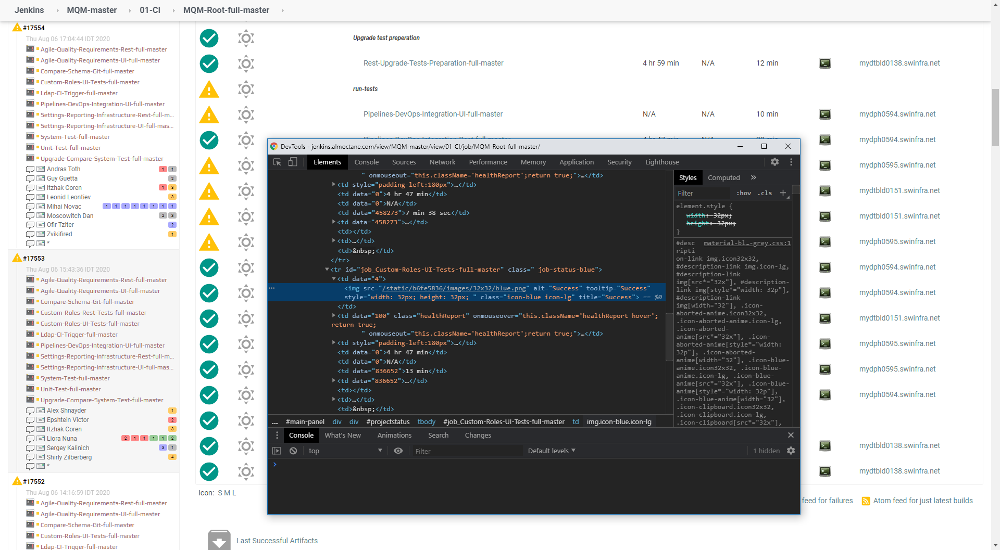 Jenkins MQM-master 01-CI MQM-Root-full-master
#17554
Thu Aug 06 17:04:44 IDT 2020
Agile-Quality-Requirements-Rest-full-master
Agile-Quality-Requirements-UI-full-master
Compare-Schema-Git-full-master
Custom-Roles-UI-Tests-full-master
Ldap-CI-Trigger-full-master
Pipelines-DevOps-Integration-UI-full-master
Settings-Reporting-Infrastructure-Rest-full-m...
Settings-Reporting-Infrastructure-UI-full-mas...
System-Test-full-master
Unit-Test-full-master
Upgrade-Compare-System-Test-full-master
Andras Toth 1 1
Guy Guetta 2
Itzhak Coren 1 3
Leonid Leontiev 3
Mihai Novac 1 1 1 1 1 1 1 1
Moscowitch Dan 2 3
Ofir Tziter 2
Zvikifired 1
*
#17553
Thu Aug 06 15:43:36 IDT 2020
Agile-Quality-Requirements-Rest-full-master
Agile-Quality-Requirements-UI-full-master
Compare-Schema-Git-full-master
Custom-Roles-Rest-Tests-full-master
Custom-Roles-UI-Tests-full-master
Ldap-CI-Trigger-full-master
Pipelines-DevOps-Integration-UI-full-master
Settings-Reporting-Infrastructure-Rest-full-m...
Settings-Reporting-Infrastructure-UI-full-mas...
System-Test-full-master
Unit-Test-full-master
Upgrade-Compare-System-Test-full-master
Alex Shnayder 1
Epshtein Victor 2
Itzhak Coren 3
Liora Nuna 2 1 1 1 1 2
Sergey Kalinich 3 1
Shirly Zilberberg 4
*
#17552
Thu Aug 06 14:16:59 IDT 2020
Agile-Quality-Requirements-Rest-full-master
Agile-Quality-Requirements-UI-full-master
Compare-Schema-Git-full-master
Custom-Roles-UI-Tests-full-master
Ldap-CI-Trigger-full-master
Upgrade test preperation
Rest-Upgrade-Tests-Preparation-full-master 4 hr 59 min N/A 12 min mydtbld0138.swinfra.net
run-tests
Pipelines-DevOps-Integration-UI-full-master N/A N/A 10 min mydph0594.swinfra.net
mydph0594.swinfra.net
mydph0595.swinfra.net
mydtbld0151.swinfra.net
mydtbld0151.swinfra.net
mydph0595.swinfra.net
mydph0594.swinfra.net
mydph0594.swinfra.net
mydtbld0151.swinfra.net
mydph0595.swinfra.net
mydph0595.swinfra.net
mydph0594.swinfra.net
mydtbld0138.swinfra.net
mydtbld0138.swinfra.net
DevTools - jenkins.almoctane.com/view/MQM-master/view/01-CI/job/MQM-Root-full-master/
Elements Console Sources Network Performance Memory Application Security Lighthouse
" onmouseout="this.className='healthReport';return true;">…</td>
<td style="padding-left:180px">…</td>
<td data="0">4 hr 47 min</td>
<td data="0">N/A</td>
<td data="458273">7 min 38 sec</td>
<td data="458273">…</td>
<td></td>
<td>…</td>
<td>&nbsp;</td>
</tr>
<tr id="job_Custom-Roles-UI-Tests-full-master" class=" job-status-blue">
<td data="4">
<img src="/static/b6fe5836/images/32x32/blue.png" alt="Success" tooltip="Success"
style="width: 32px; height: 32px; " class="icon-blue icon-lg" title="Success"> == $0
</td>
<td data="100" class="healthReport" onmouseover="this.className='healthReport hover';
return true;
" onmouseout="this.className='healthReport';return true;">…</td>
<td style="padding-left:180px">…</td>
<td data="0">4 hr 47 min</td>
<td data="0">N/A</td>
<td data="836652">13 min</td>
<td data="836652">…</td>
<td></td>
<td>…</td>
<td>&nbsp;</td>
... #main-panel div div #projectstatus tbody #job_Custom-Roles-UI-Tests-full-master td img.icon-blue.icon-lg
Styles Computed »
Filter :hov .cls +
element.style {
width: 32px;
height: 32px;
}
#desc material-bl…-grey.css:1
ripti
on-link img.icon32x32,
#description-link img.icon-lg,
#description-link
img[src*="32x"], #description-
link img[style*="width: 32p"],
#description-link
img[width="32"], .icon-
aborted-anime.icon32x32,
.icon-aborted-anime.icon-lg,
.icon-aborted-
anime[src*="32x"], .icon-
aborted-anime[style*="width:
32p"], .icon-aborted-
anime[width="32"], .icon-blue-
anime.icon32x32, .icon-blue-
anime.icon-lg, .icon-blue-
anime[src*="32x"], .icon-blue-
anime[style*="width: 32p"],
.icon-blue-anime[width="32"],
.icon-clipboard.icon32x32,
.icon-clipboard.icon-lg,
.icon-clipboard[src*="32x"],
Console What's New Animations Search Changes
top Filter Default levels 1 hidden
Icon: S M L
feed for failures Atom feed for just latest builds
Last Successful Artifacts